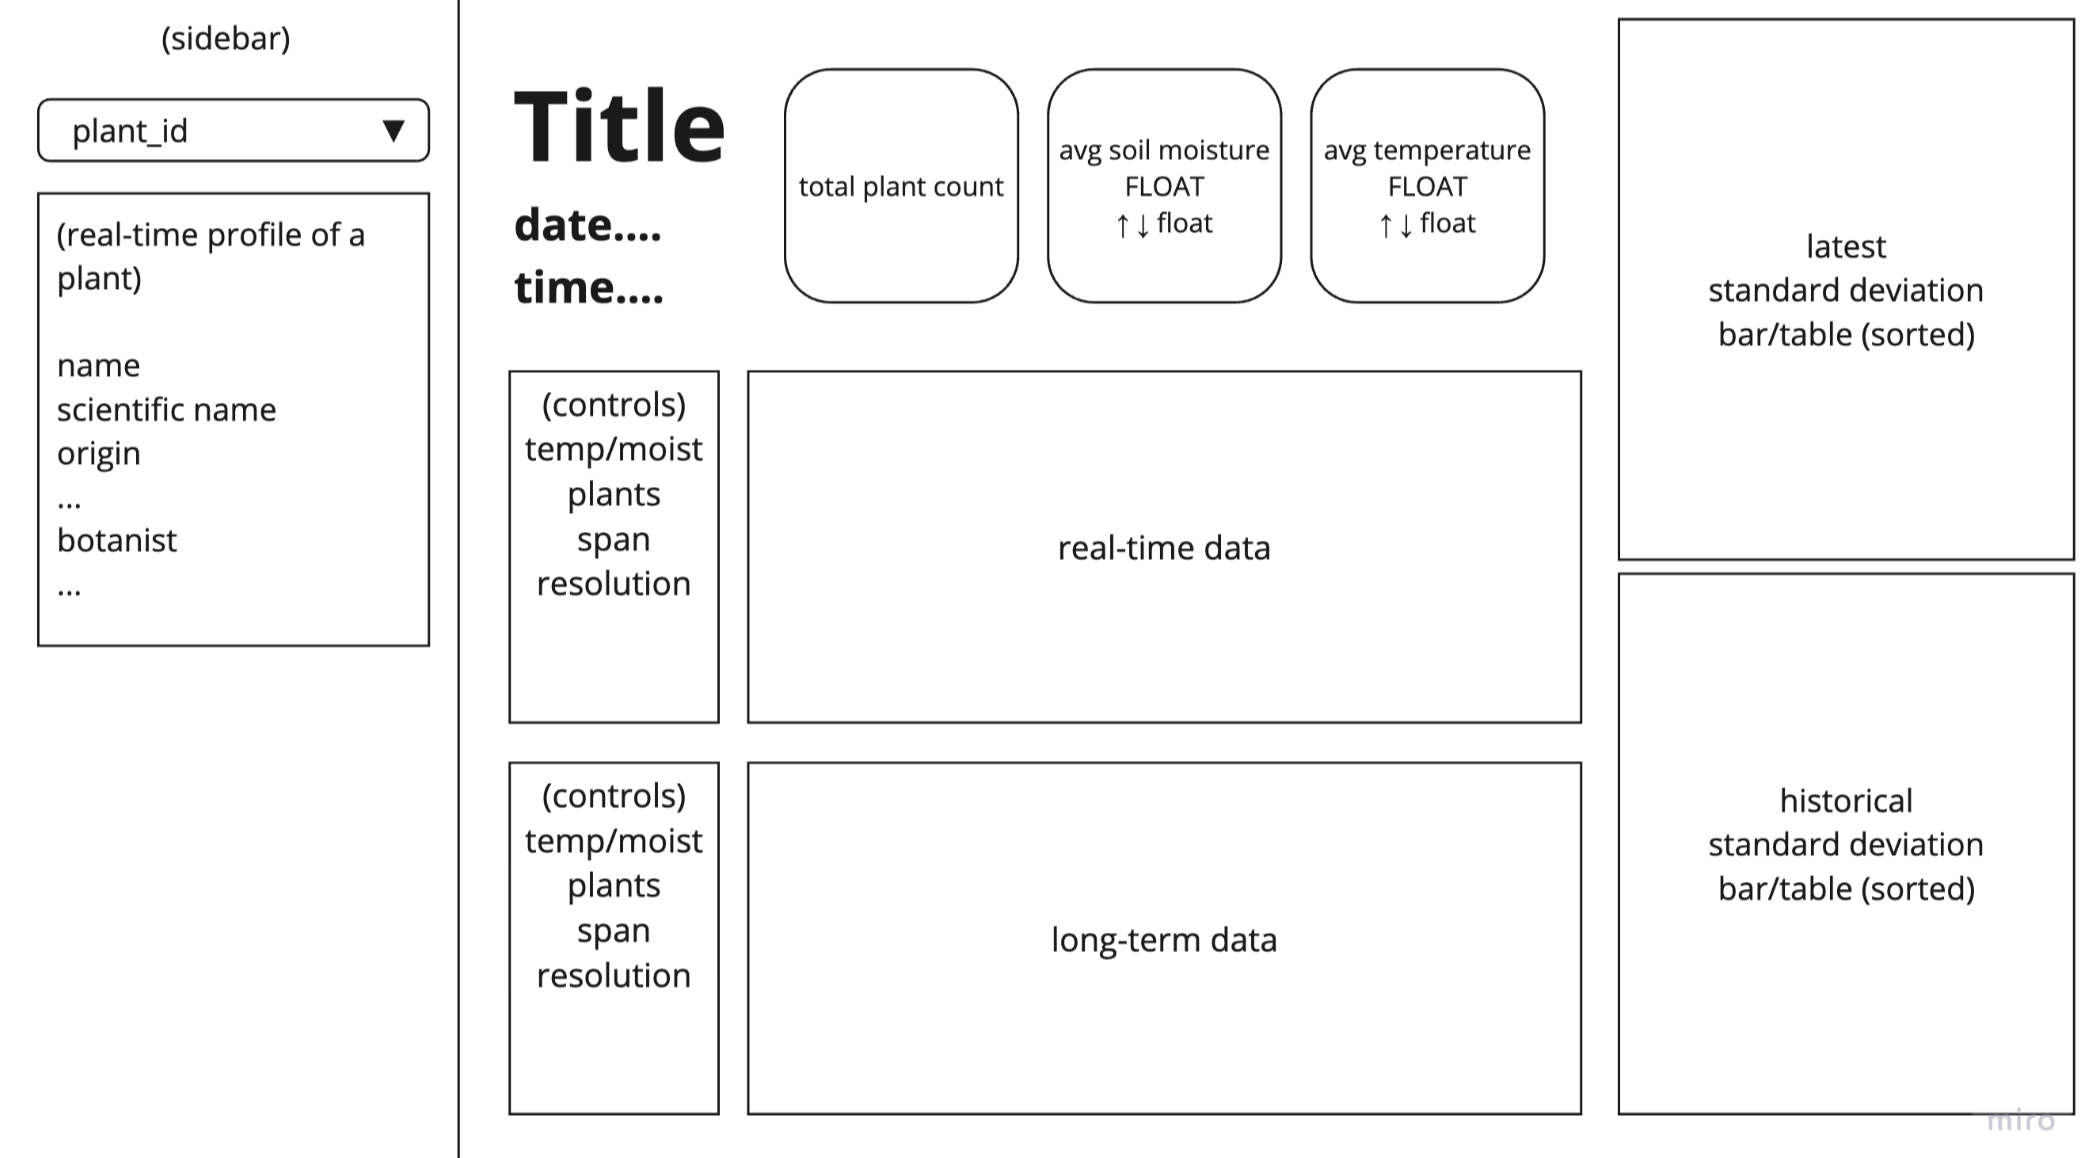 (sidebar)
plant_id ▼
(real-time profile of a
plant)
name
scientific name
origin
...
botanist
...
Title
date....
time....
total plant count
avg soil moisture
FLOAT
↑↓ float
avg temperature
FLOAT
↑↓ float
(controls)
temp/moist
plants
span
resolution
real-time data
(controls)
temp/moist
plants
span
resolution
long-term data
latest
standard deviation
bar/table (sorted)
historical
standard deviation
bar/table (sorted)
miro